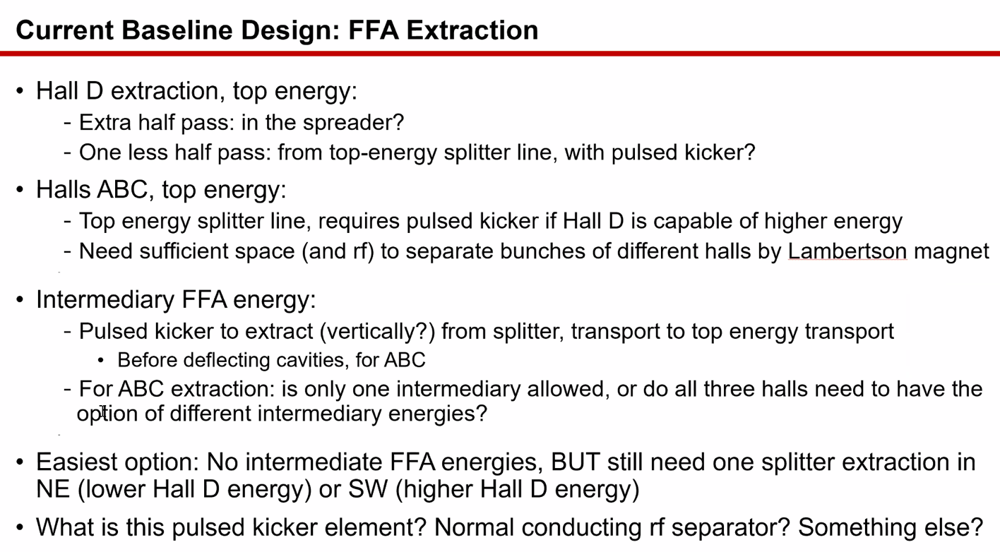 Current Baseline Design: FFA Extraction
• Hall D extraction, top energy:
- Extra half pass: in the spreader?
- One less half pass: from top-energy splitter line, with pulsed kicker?
• Halls ABC, top energy:
- Top energy splitter line, requires pulsed kicker if Hall D is capable of higher energy
- Need sufficient space (and rf) to separate bunches of different halls by Lambertson magnet
• Intermediary FFA energy:
- Pulsed kicker to extract (vertically?) from splitter, transport to top energy transport
• Before deflecting cavities, for ABC
- For ABC extraction: is only one intermediary allowed, or do all three halls need to have the
option of different intermediary energies?
• Easiest option: No intermediate FFA energies, BUT still need one splitter extraction in
NE (lower Hall D energy) or SW (higher Hall D energy)
• What is this pulsed kicker element? Normal conducting rf separator? Something else?